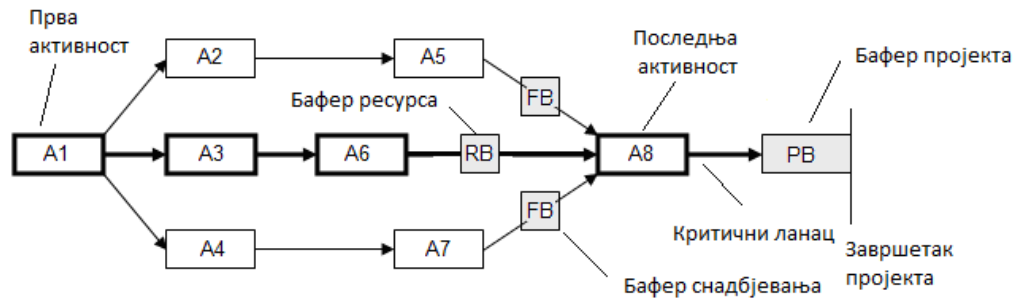 Прва
активност
A2
A5
Последња
активност
Бафер пројекта
FB
Бафер ресурса
A1
A3
A6
RB
A8
PB
FB
A4
A7
Критични ланац
Завршетак
пројекта
Бафер снадбјевања